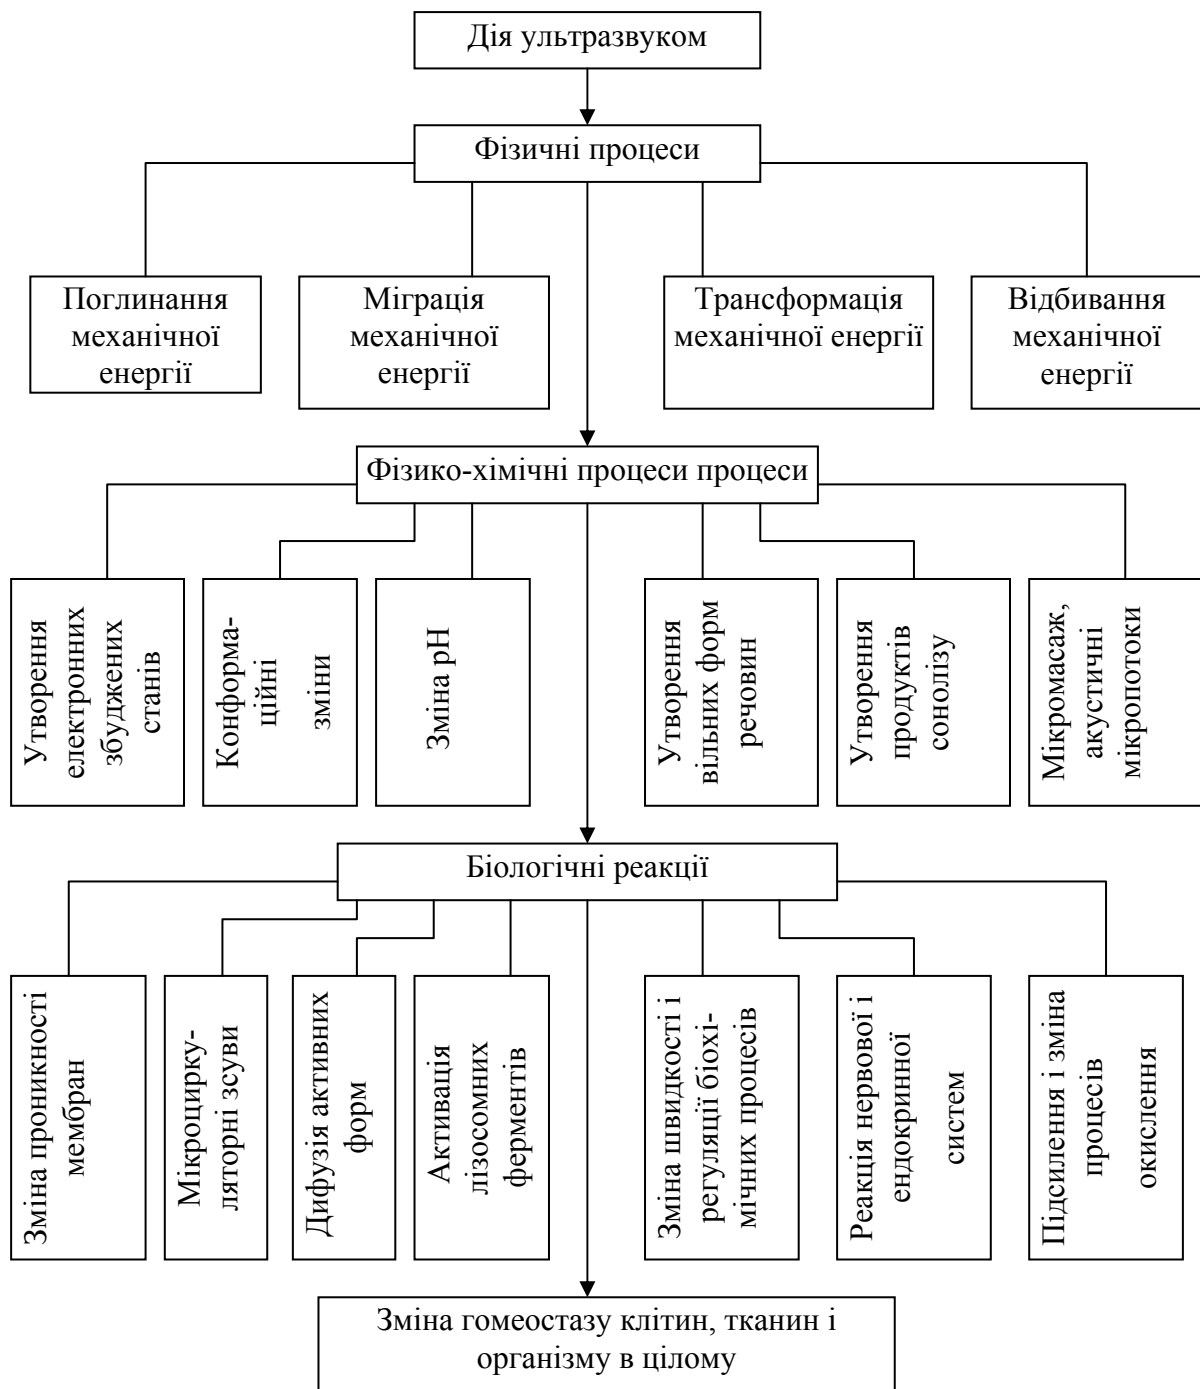 Дія ультразвуком
Фізичні процеси
Поглинання
механічної
енергії
Міграція
механічної
енергії
Трансформація
механічної енергії
Відбивання
механічної
енергії
Фізико-хімічні процеси процеси
Утворення
електронних
збуджених
станів
Конформа-
ційні
зміни
Зміна рН
Утворення
вільних форм
речовин
Утворення
продуктів
сонолізу
Мікромасаж,
акустичні
мікропотоки
Біологічні реакції
Зміна проникності
мембран
Мікроцирку-
ляторні зсуви
Дифузія активних
форм
Активація
лізосомних
ферментів
Зміна швидкості і
регуляції біохі-
мічних процесів
Реакція нервової і
ендокринної
систем
Підсилення і зміна
процесів
окислення
Зміна гомеостазу клітин, тканин і
організму в цілому